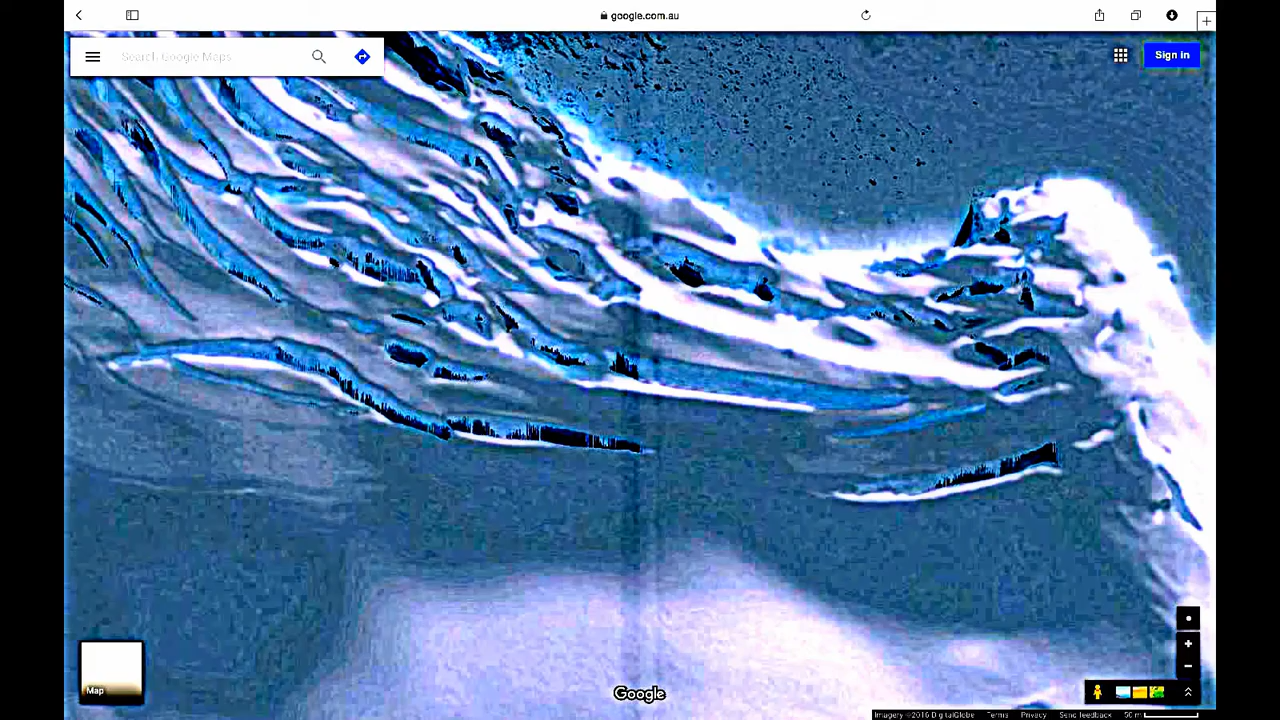 google.com.au
Search Google Maps
Sign in
Map
Google
Imagery ©2016 DigitalGlobe Terms Privacy Send feedback 50 m